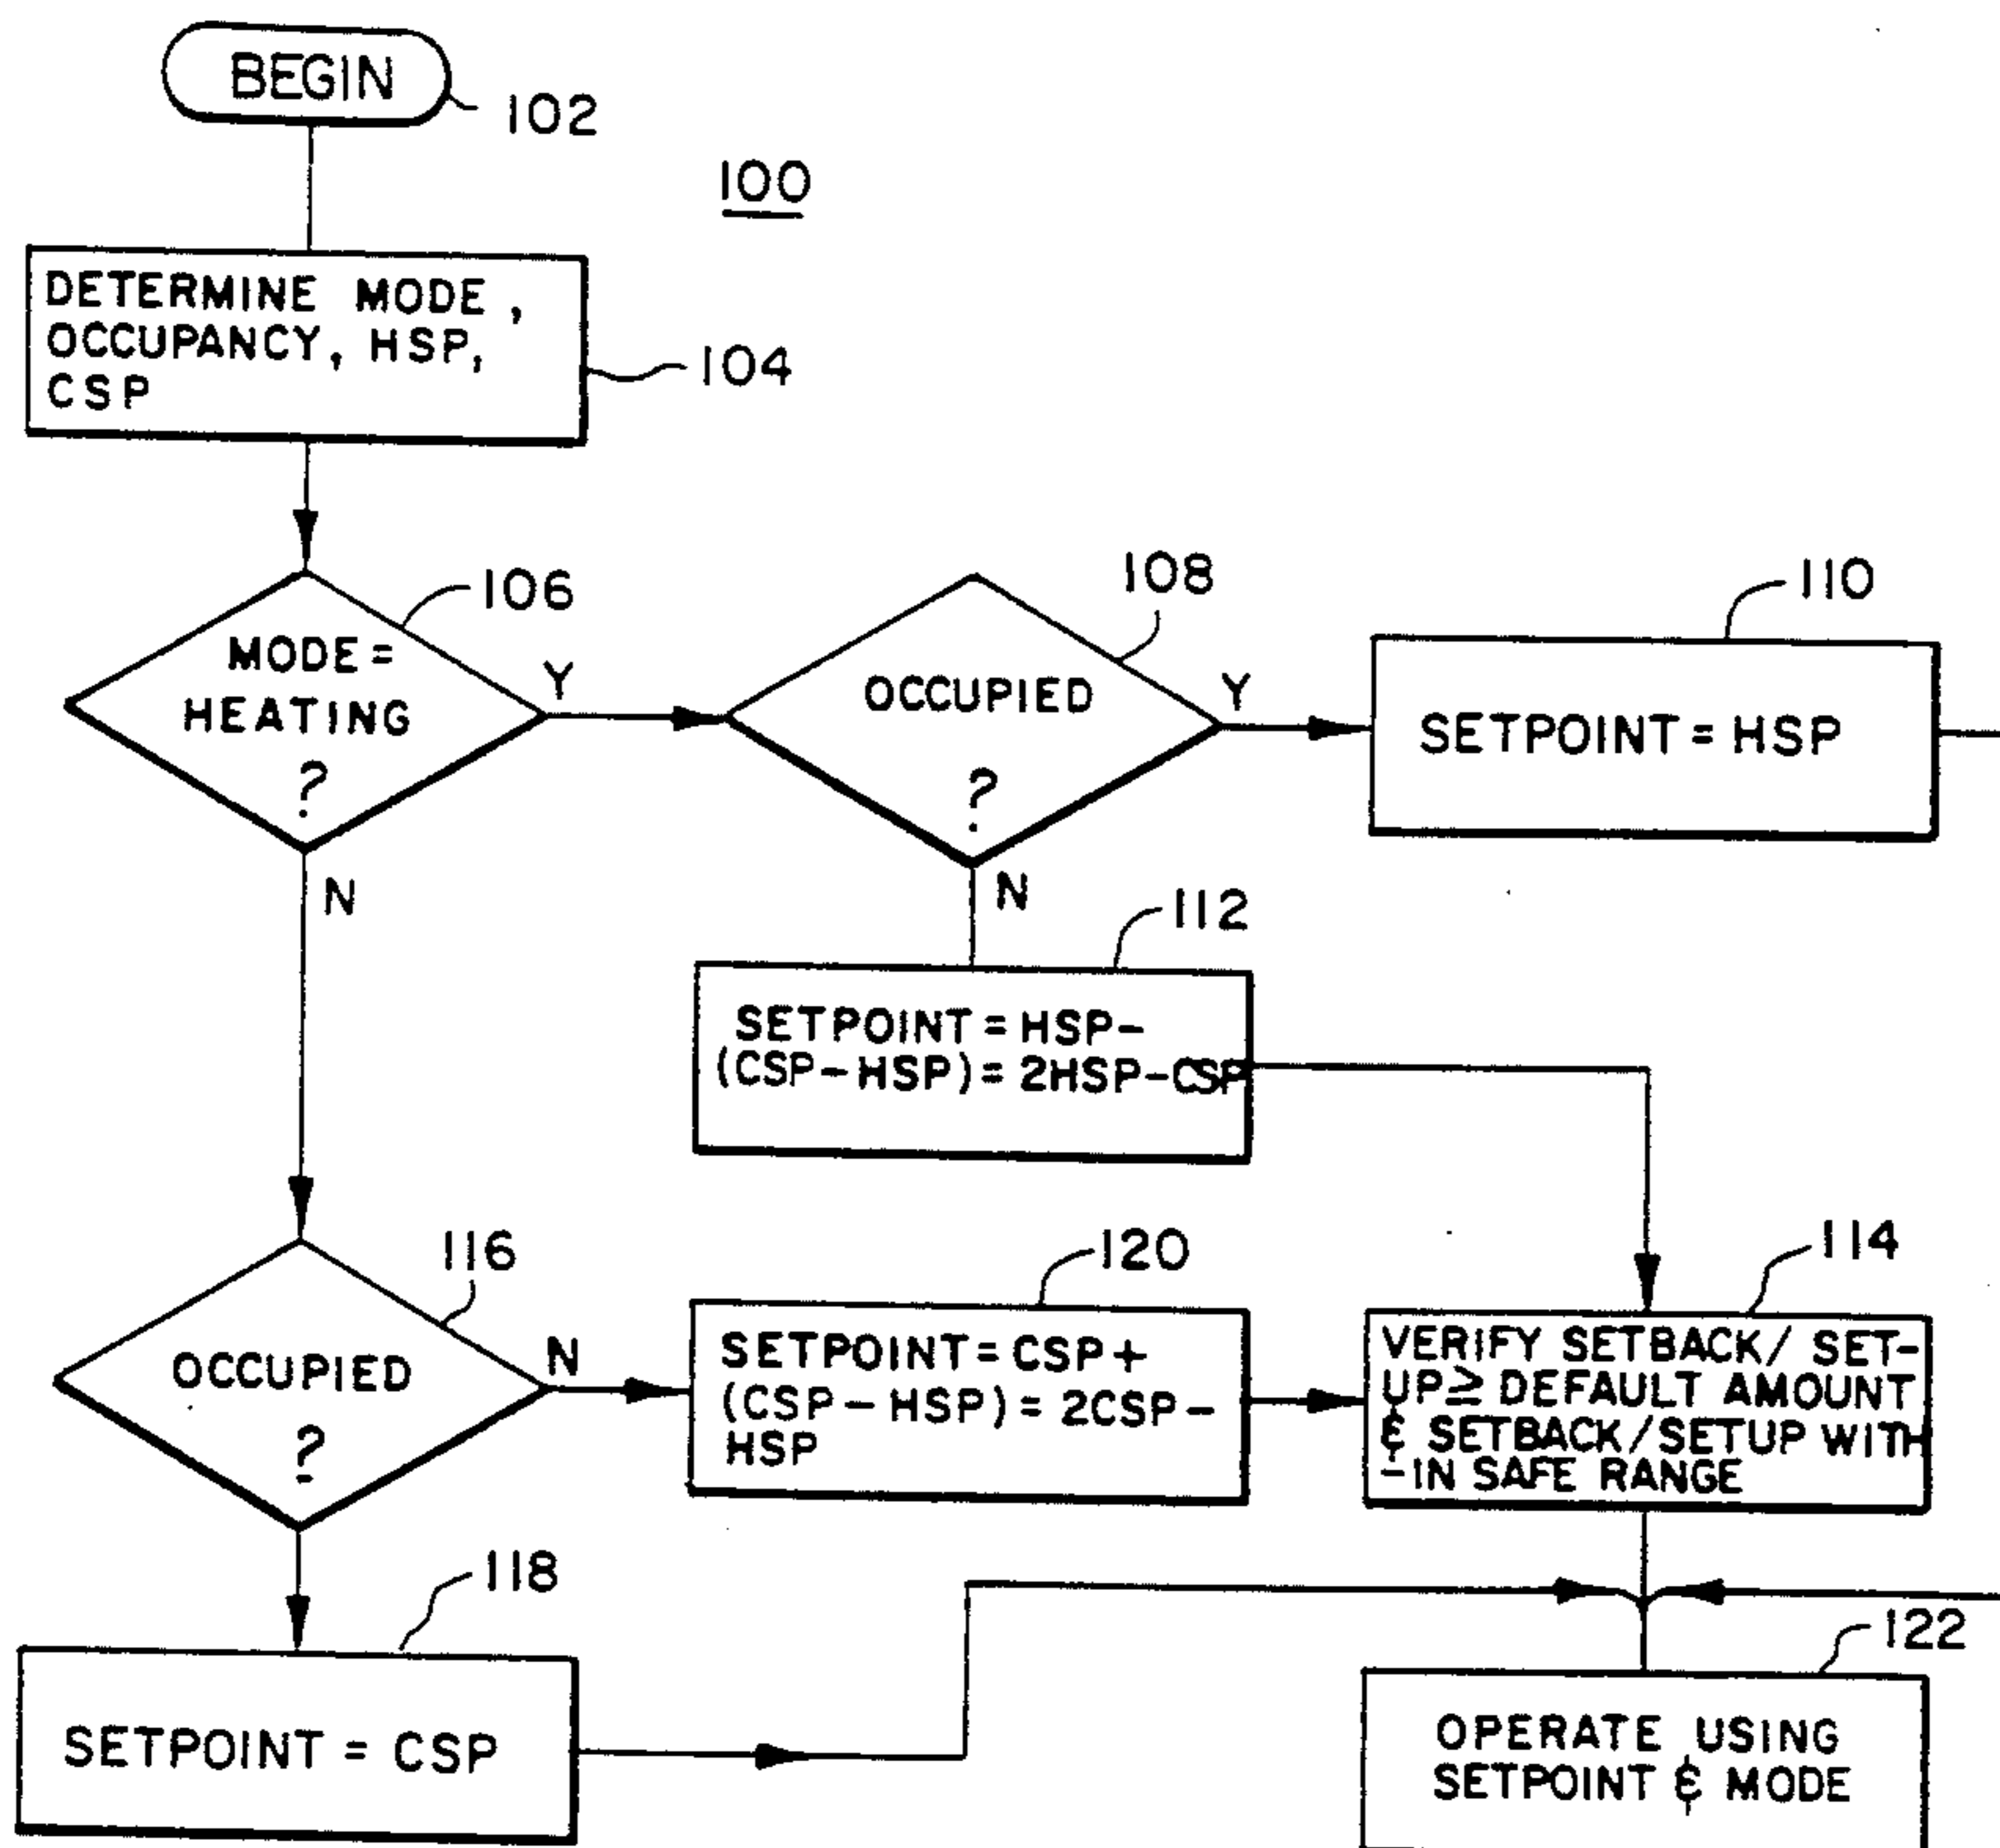 BEGIN
102
100
DETERMINE MODE,
OCCUPANCY, HSP,
CSP
104
106
MODE =
HEATING
?
Y
N
108
OCCUPIED
?
Y
N
110
SETPOINT = HSP
112
SETPOINT = HSP-
(CSP-HSP) = 2HSP-CSP
116
OCCUPIED
?
N
120
SETPOINT = CSP+
(CSP-HSP) = 2CSP-
HSP
114
VERIFY SETBACK/ SET-
UP ≥ DEFAULT AMOUNT
& SETBACK/SETUP WITH
-IN SAFE RANGE
118
SETPOINT = CSP
122
OPERATE USING
SETPOINT & MODE